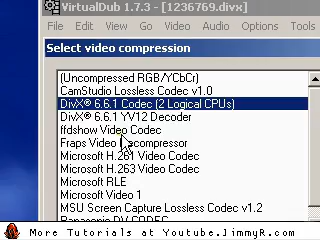 VirtualDub 1.7.3 - [1236769.divx]
File Edit View Go Video Audio Options Tools
Select video compression
(Uncompressed RGB/YCbCr)
CamStudio Lossless Codec v1.0
DivX® 6.6.1 Codec (2 Logical CPUs)
DivX® 6.6.1 YV12 Decoder
ffdshow Video Codec
Fraps Video Decompressor
Microsoft H.261 Video Codec
Microsoft H.263 Video Codec
Microsoft RLE
Microsoft Video 1
MSU Screen Capture Lossless Codec v1.2
Panasonic DV CODEC
More Tutorials at Youtube.JimmyR.com